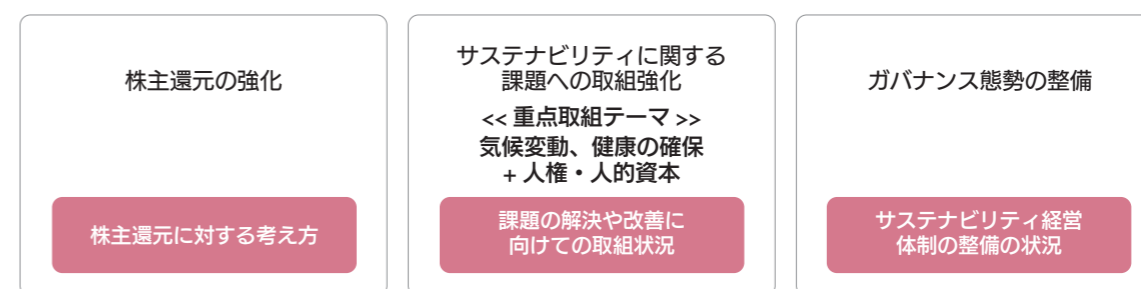 株主還元の強化
株主還元に対する考え方
サステナビリティに関する
課題への取組強化
<< 重点取組テーマ >>
気候変動、健康の確保
+ 人権・人的資本
課題の解決や改善に
向けての取組状況
ガバナンス態勢の整備
サステナビリティ経営
体制の整備の状況